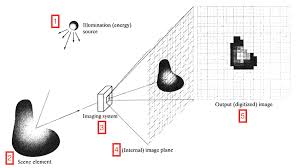 1
Illumination (energy)
source
Output (digitized) image
5
Imaging system
3
4 (Internal) image plane
2
Scene element